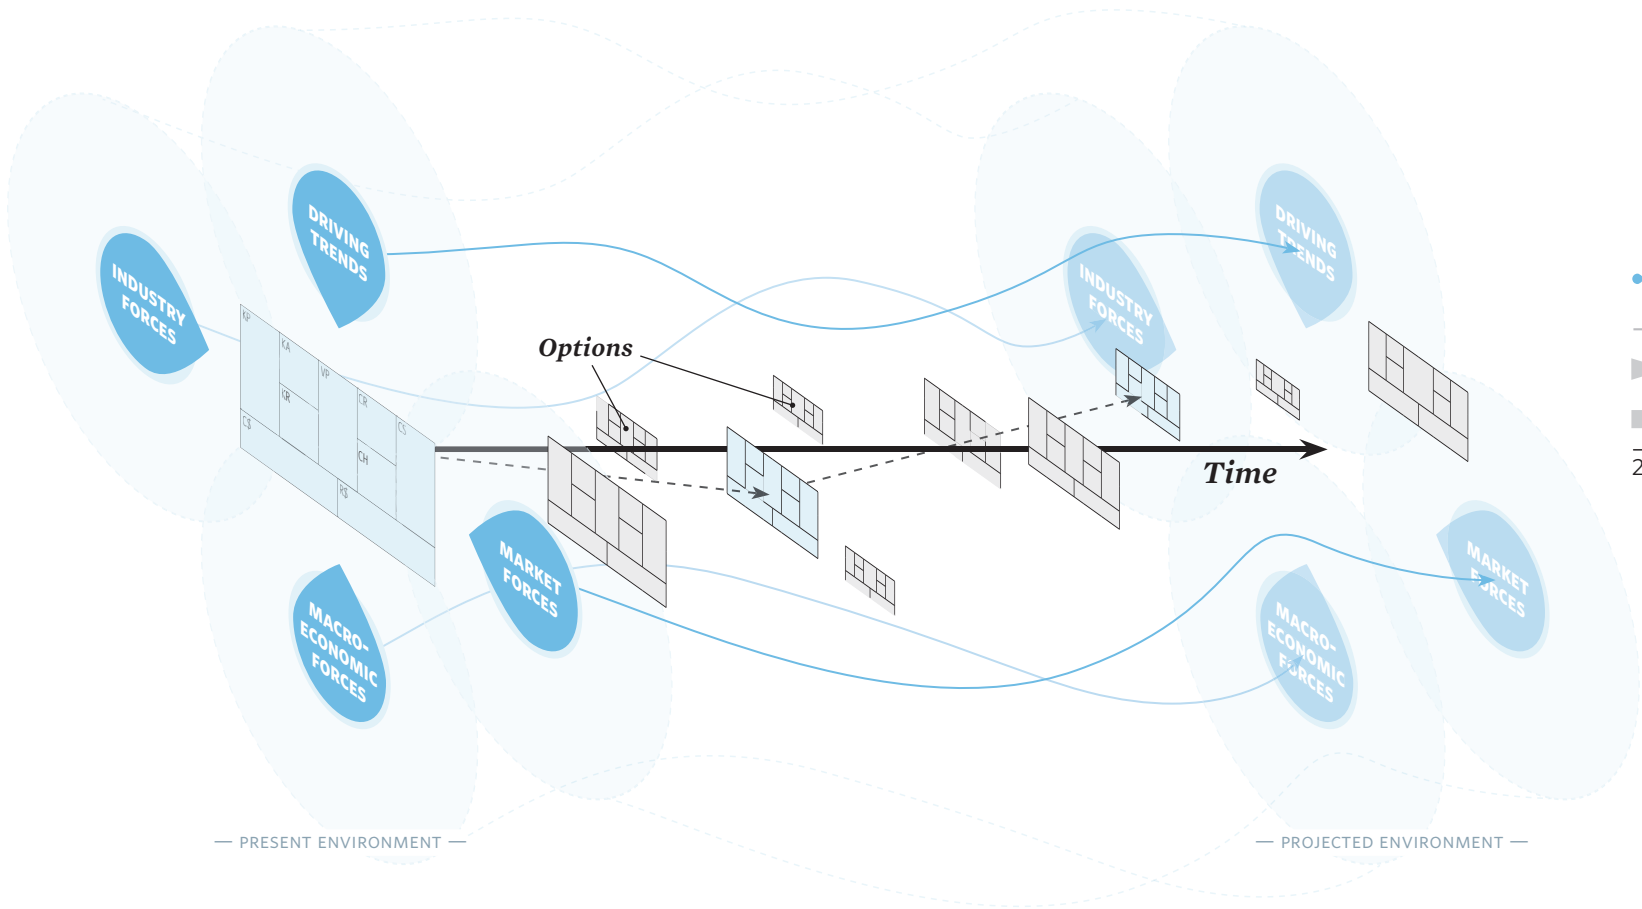 DRIVING
TRENDS
INDUSTRY
FORCES
KP
KA
VP
KR
CR
CS
C$
CH
R$
Options
Time
MARKET
FORCES
MACRO-
ECONOMIC
FORCES
DRIVING
TRENDS
INDUSTRY
FORCES
MARKET
FORCES
MACRO-
ECONOMIC
FORCES
2
— PRESENT ENVIRONMENT —
— PROJECTED ENVIRONMENT —